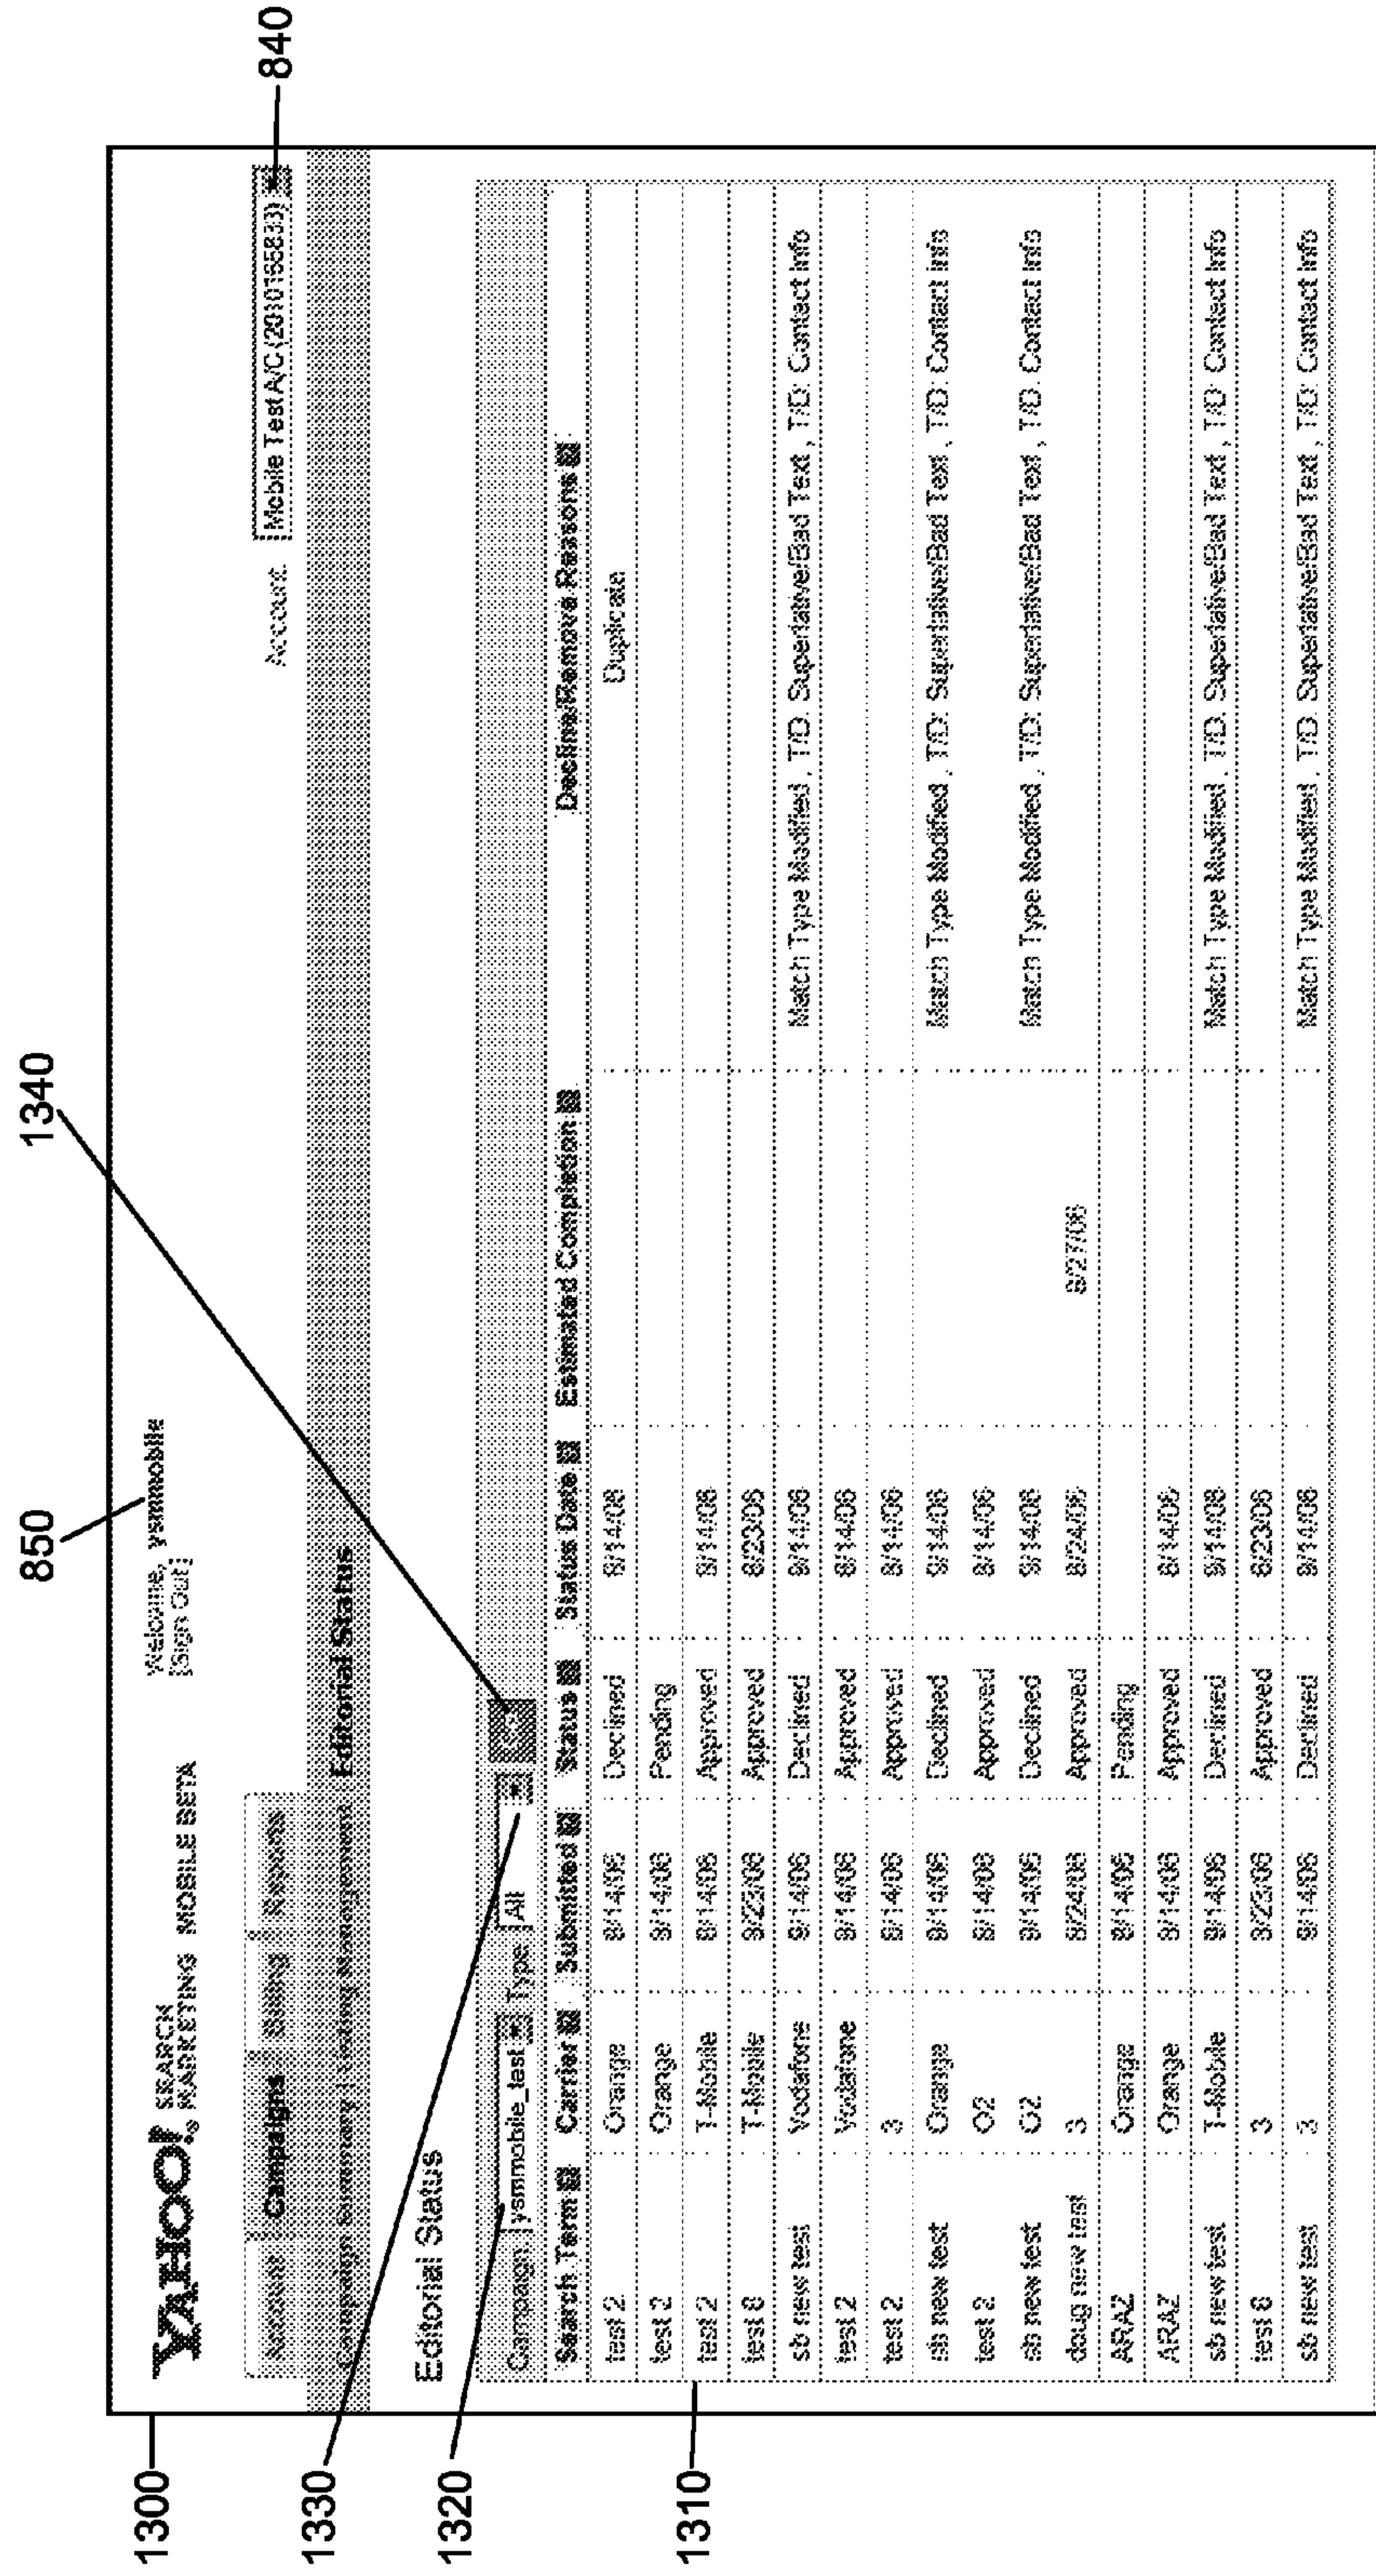 1300
850
1340
840
YAHOO! SEARCH MARKETING MOBILE BETA
Welcome, ysmmobile
[Sign Out]
Account Campaigns Billing Reports
Account: Mobile Test A/C (201016833)
Campaign Summary | Listing Management Editorial Status
1330
1320
1310
Editorial Status
Campaign ysmmobile_test Type All
Search Term Carrier Submitted Status Status Date Estimated Completion Decline/Remove Reasons
test 2 Orange 8/14/06 Declined 8/14/06 Duplicate
test 2 Orange 8/14/06 Pending
test 2 T-Mobile 8/14/06 Approved 8/14/06
test 8 T-Mobile 8/23/06 Approved 8/23/06
sb new test Vodafone 8/14/06 Declined 8/14/06 Match Type Modified , T/D: Superlative/Bad Text , T/D: Contact Info
test 2 Vodafone 8/14/06 Approved 8/14/06
test 2 3 8/14/06 Approved 8/14/06
sb new test Orange 8/14/06 Declined 8/14/06 Match Type Modified , T/D: Superlative/Bad Text , T/D: Contact Info
test 2 O2 8/14/06 Approved 8/14/06
sb new test O2 8/14/06 Declined 8/14/06 Match Type Modified , T/D: Superlative/Bad Text , T/D: Contact Info
doug new test 3 8/24/06 Approved 8/24/06 8/27/06
ARAZ Orange 8/14/06 Pending
ARAZ Orange 8/14/06 Approved 8/14/06
sb new test T-Mobile 8/14/06 Declined 8/14/06 Match Type Modified , T/D: Superlative/Bad Text , T/D: Contact Info
test 8 3 8/23/06 Approved 8/23/06
sb new test 3 8/14/06 Declined 8/14/06 Match Type Modified , T/D: Superlative/Bad Text , T/D: Contact Info